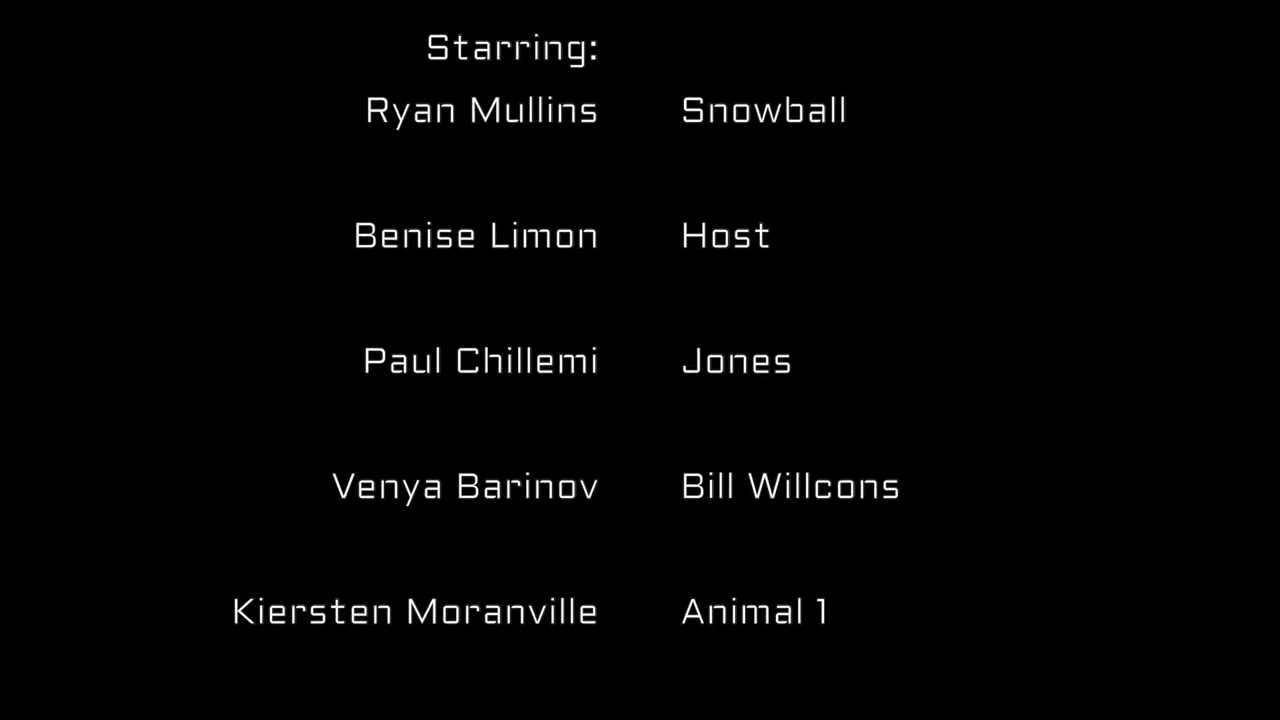 Starring:
Ryan Mullins Snowball
Benise Limon Host
Paul Chillemi Jones
Venya Barinov Bill Willcons
Kiersten Moranville Animal 1